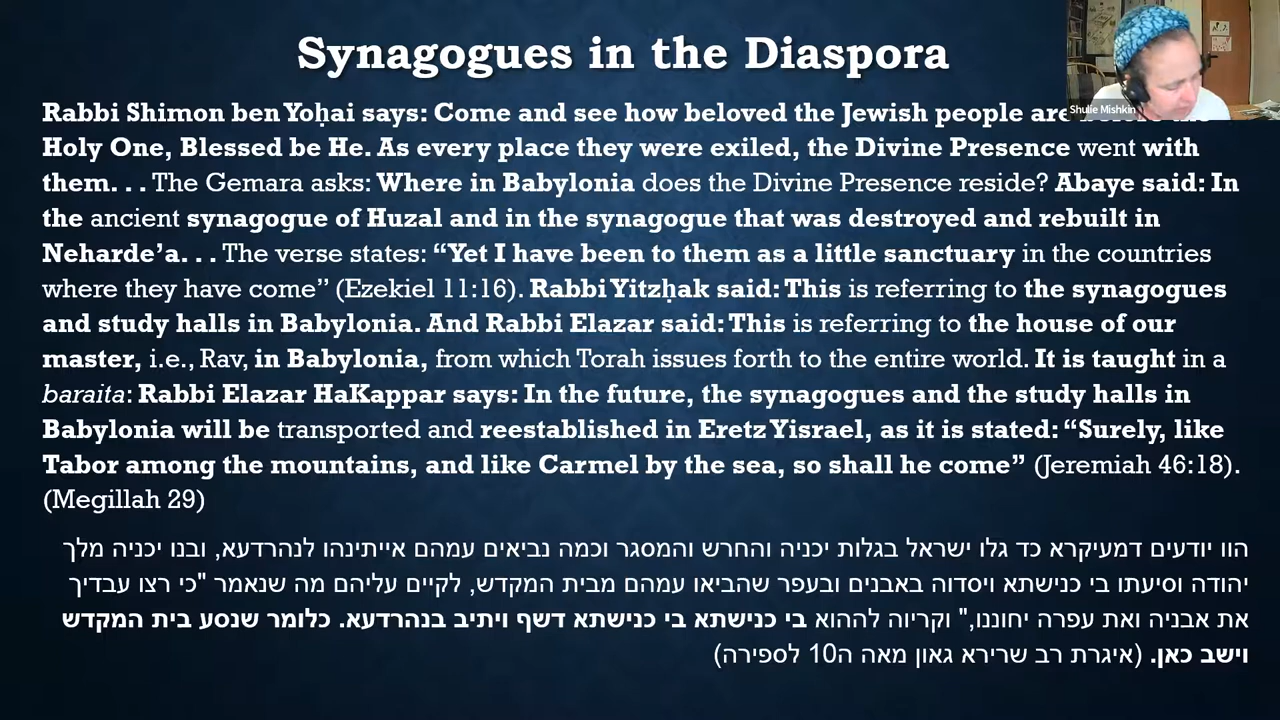 Synagogues in the Diaspora
Shulie Mishkin
Rabbi Shimon ben Yoḥai says: Come and see how beloved the Jewish people are
Holy One, Blessed be He. As every place they were exiled, the Divine Presence went with
them. . . The Gemara asks: Where in Babylonia does the Divine Presence reside? Abaye said: In
the ancient synagogue of Huzal and in the synagogue that was destroyed and rebuilt in
Neharde’a. . . The verse states: “Yet I have been to them as a little sanctuary in the countries
where they have come” (Ezekiel 11:16). Rabbi Yitzḥak said: This is referring to the synagogues
and study halls in Babylonia. And Rabbi Elazar said: This is referring to the house of our
master, i.e., Rav, in Babylonia, from which Torah issues forth to the entire world. It is taught in a
baraita: Rabbi Elazar HaKappar says: In the future, the synagogues and the study halls in
Babylonia will be transported and reestablished in Eretz Yisrael, as it is stated: “Surely, like
Tabor among the mountains, and like Carmel by the sea, so shall he come” (Jeremiah 46:18).
(Megillah 29)
הוו יודעים דמעיקרא כד גלו ישראל בגלות יכניה והחרש והמסגר וכמה נביאים עמהם אייתינהו לנהרדעא, ובנו יכניה מלך
יהודה וסיעתו בי כנישתא ויסדוה באבנים ובעפר שהביאו עמהם מבית המקדש, לקיים עליהם מה שנאמר "כי רצו עבדיך
את אבניה ואת עפרה יחוננו," וקריוה לההוא בי כנישתא בי כנישתא דשף ויתיב בנהרדעא. כלומר שנסע בית המקדש
וישב כאן. (איגרת רב שרירא גאון מאה ה10 לספירה)